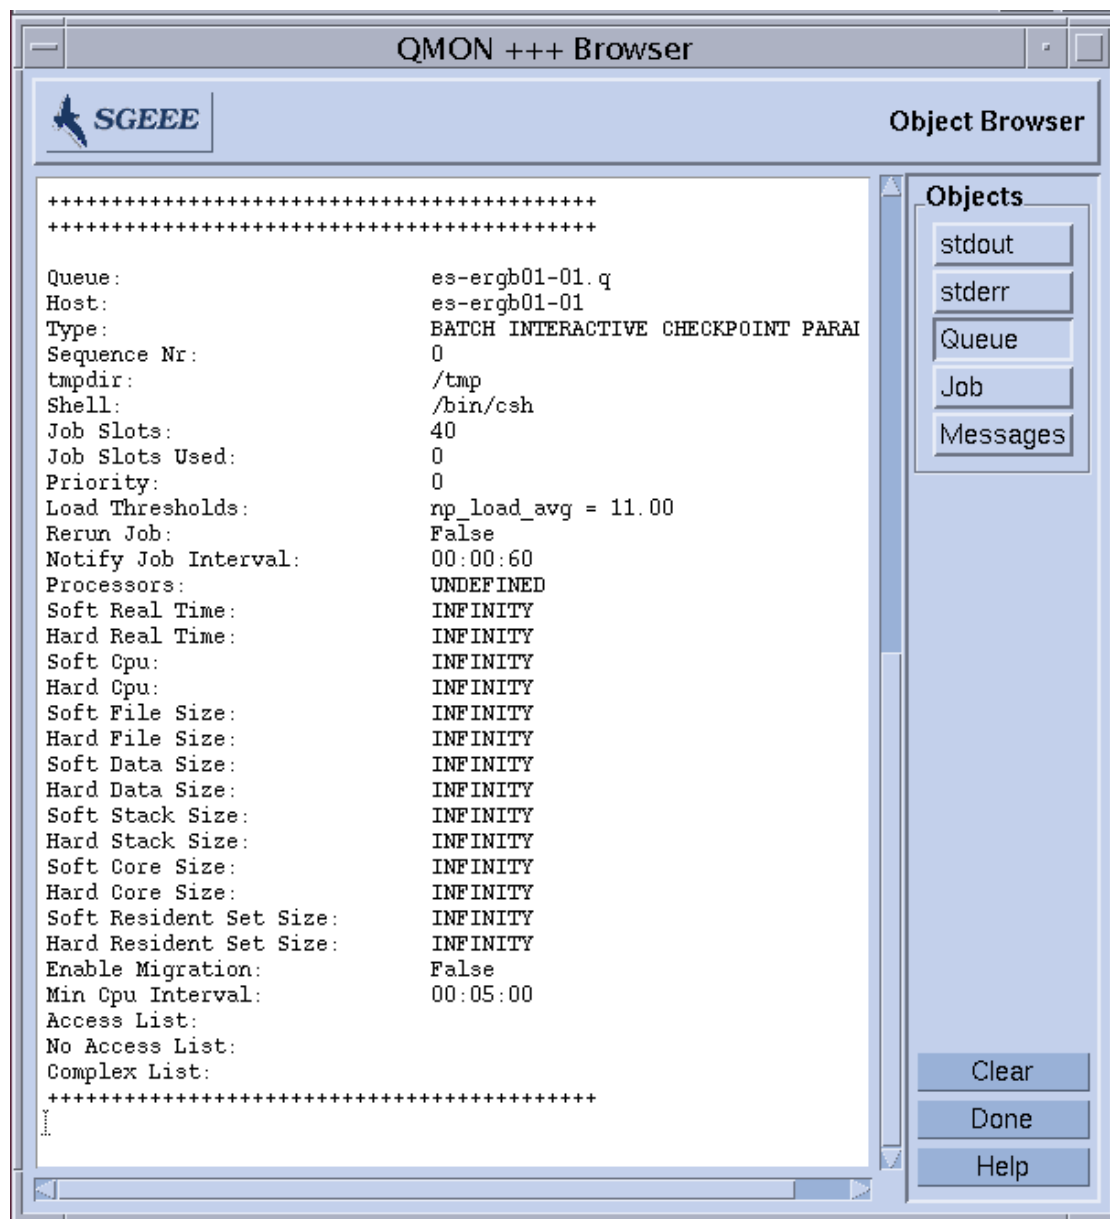 QMON +++ Browser
SGEEE
Object Browser
+++++++++++++++++++++++++++++++++++++++++++
+++++++++++++++++++++++++++++++++++++++++++
Queue: es-ergb01-01.q
Host: es-ergb01-01
Type: BATCH INTERACTIVE CHECKPOINT PARAL
Sequence Nr: 0
tmpdir: /tmp
Shell: /bin/csh
Job Slots: 40
Job Slots Used: 0
Priority: 0
Load Thresholds: np_load_avg = 11.00
Rerun Job: False
Notify Job Interval: 00:00:60
Processors: UNDEFINED
Soft Real Time: INFINITY
Hard Real Time: INFINITY
Soft Cpu: INFINITY
Hard Cpu: INFINITY
Soft File Size: INFINITY
Hard File Size: INFINITY
Soft Data Size: INFINITY
Hard Data Size: INFINITY
Soft Stack Size: INFINITY
Hard Stack Size: INFINITY
Soft Core Size: INFINITY
Hard Core Size: INFINITY
Soft Resident Set Size: INFINITY
Hard Resident Set Size: INFINITY
Enable Migration: False
Min Cpu Interval: 00:05:00
Access List:
No Access List:
Complex List:
+++++++++++++++++++++++++++++++++++++++++++
Objects
stdout
stderr
Queue
Job
Messages
Clear
Done
Help